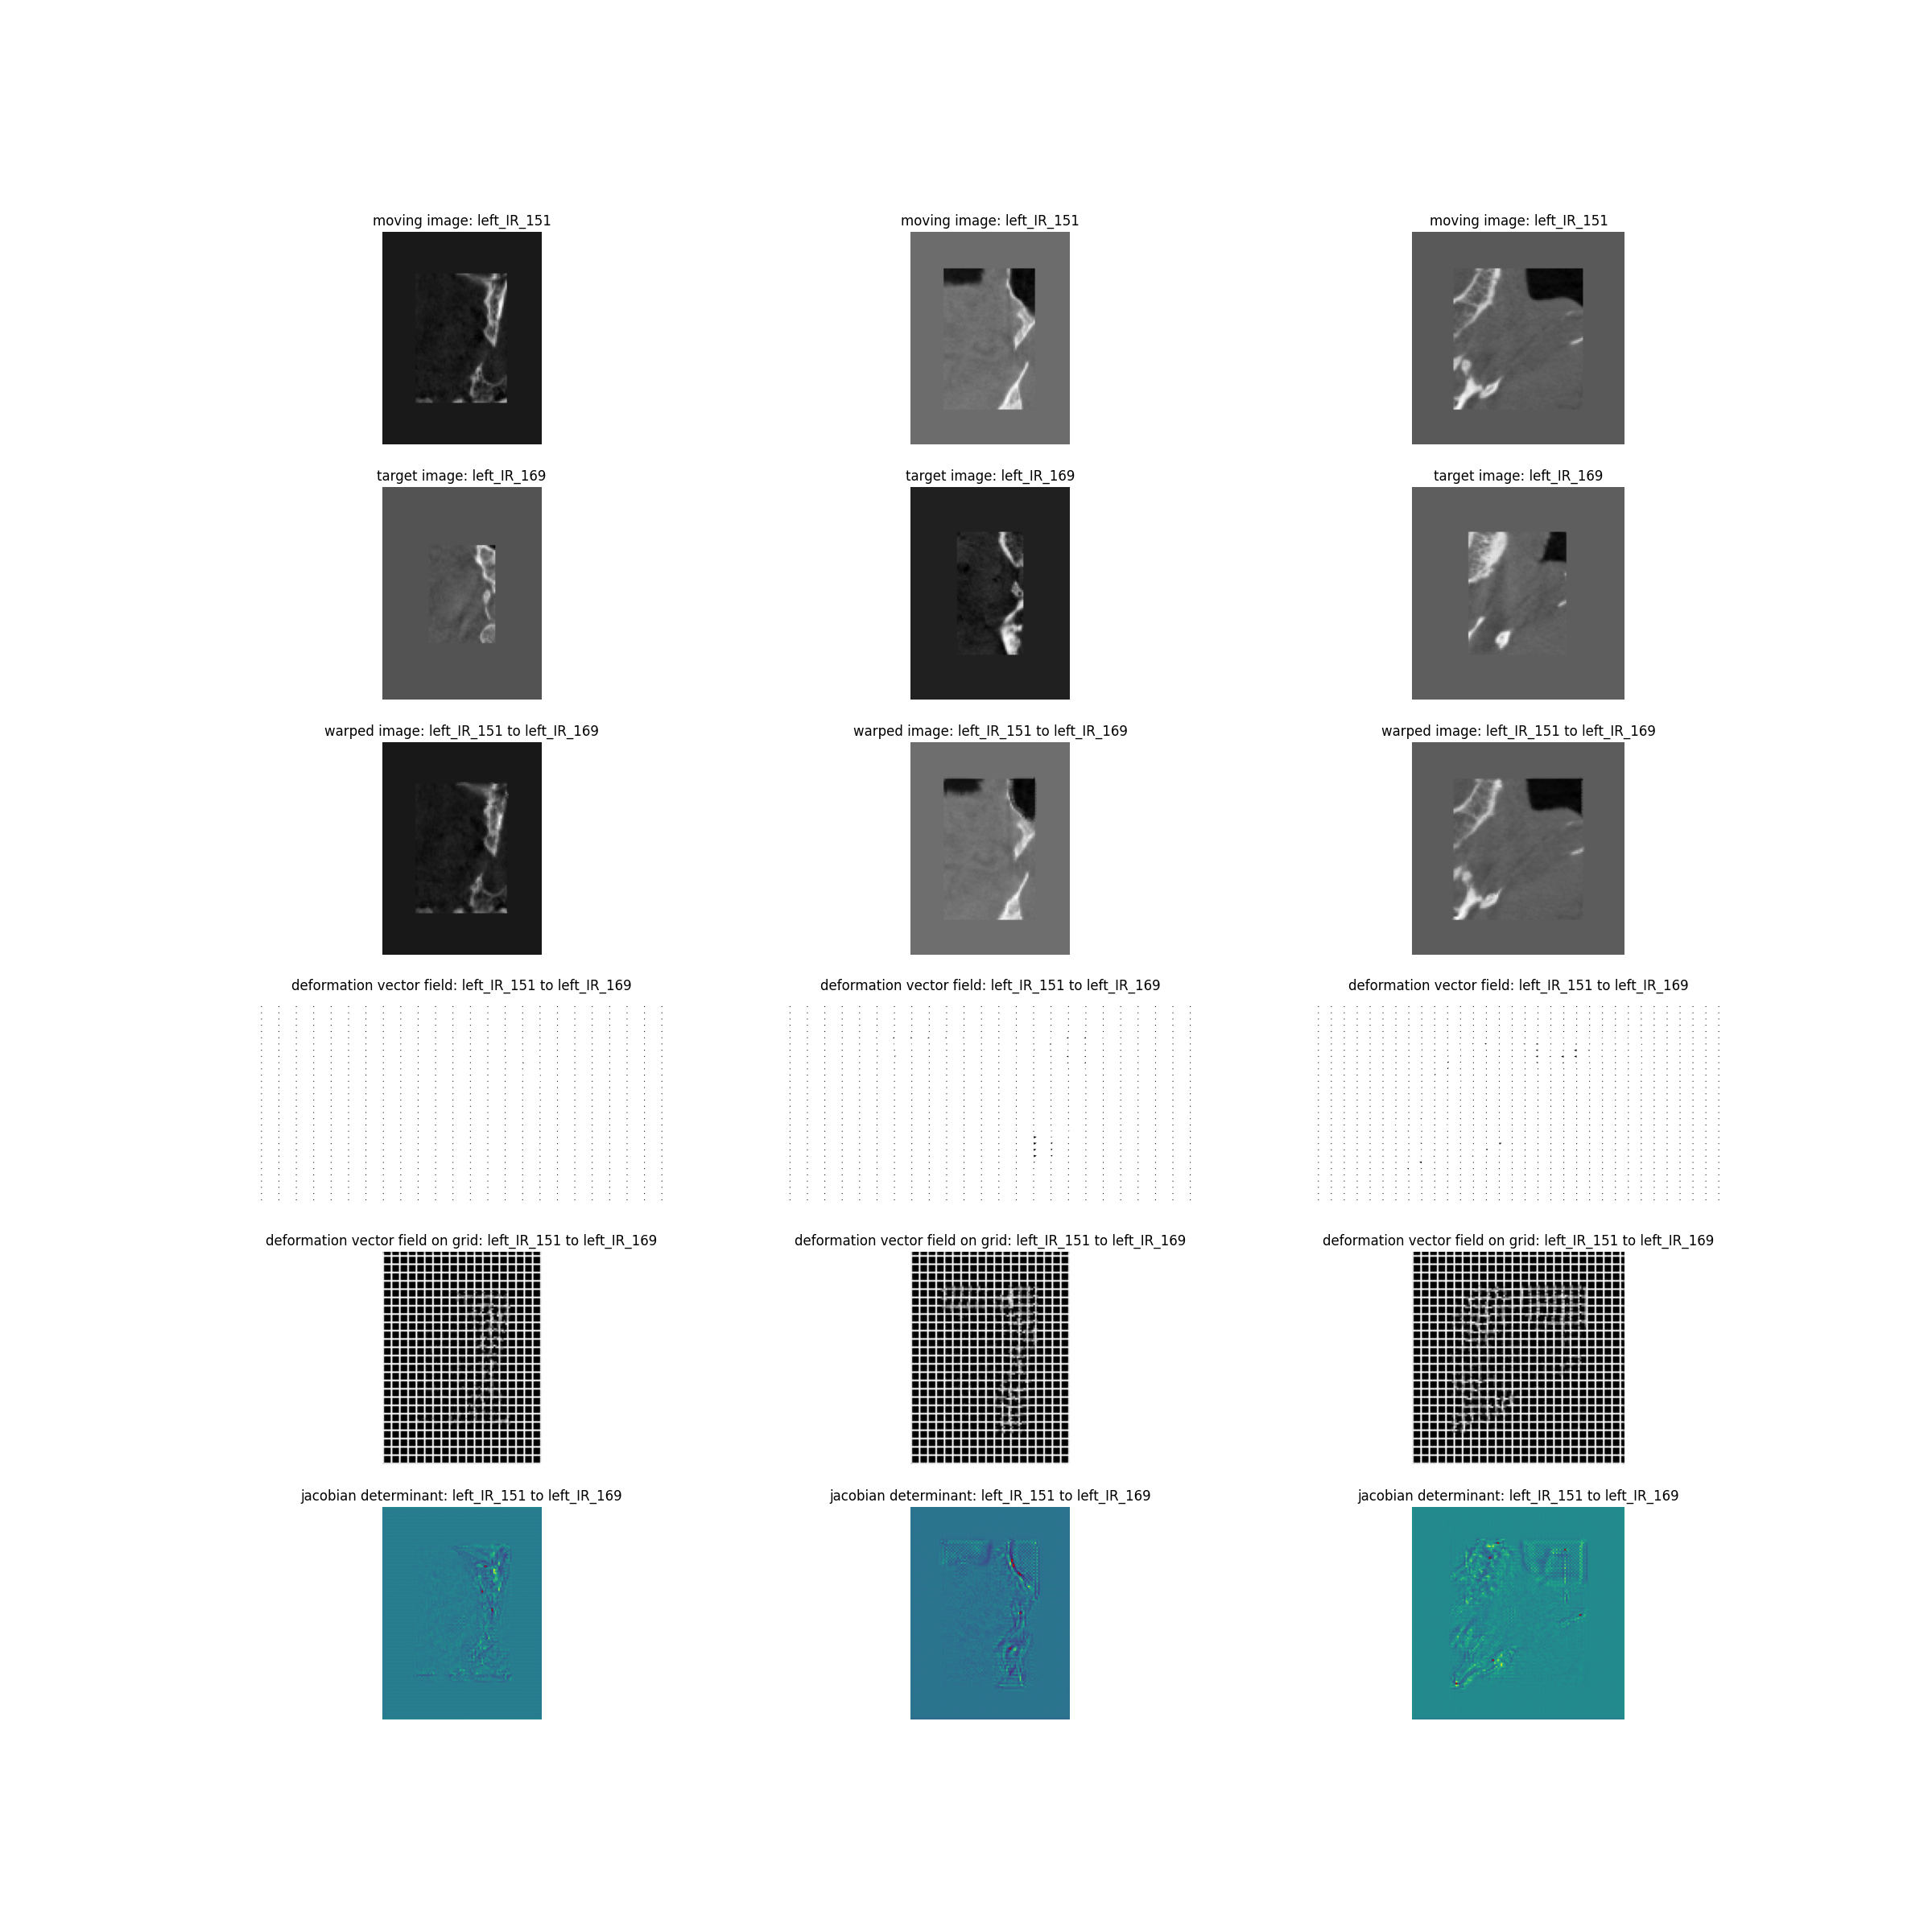 moving image: left_IR_151
moving image: left_IR_151
moving image: left_IR_151
target image: left_IR_169
target image: left_IR_169
target image: left_IR_169
warped image: left_IR_151 to left_IR_169
warped image: left_IR_151 to left_IR_169
warped image: left_IR_151 to left_IR_169
deformation vector field: left_IR_151 to left_IR_169
deformation vector field: left_IR_151 to left_IR_169
deformation vector field: left_IR_151 to left_IR_169
deformation vector field on grid: left_IR_151 to left_IR_169
deformation vector field on grid: left_IR_151 to left_IR_169
deformation vector field on grid: left_IR_151 to left_IR_169
jacobian determinant: left_IR_151 to left_IR_169
jacobian determinant: left_IR_151 to left_IR_169
jacobian determinant: left_IR_151 to left_IR_169